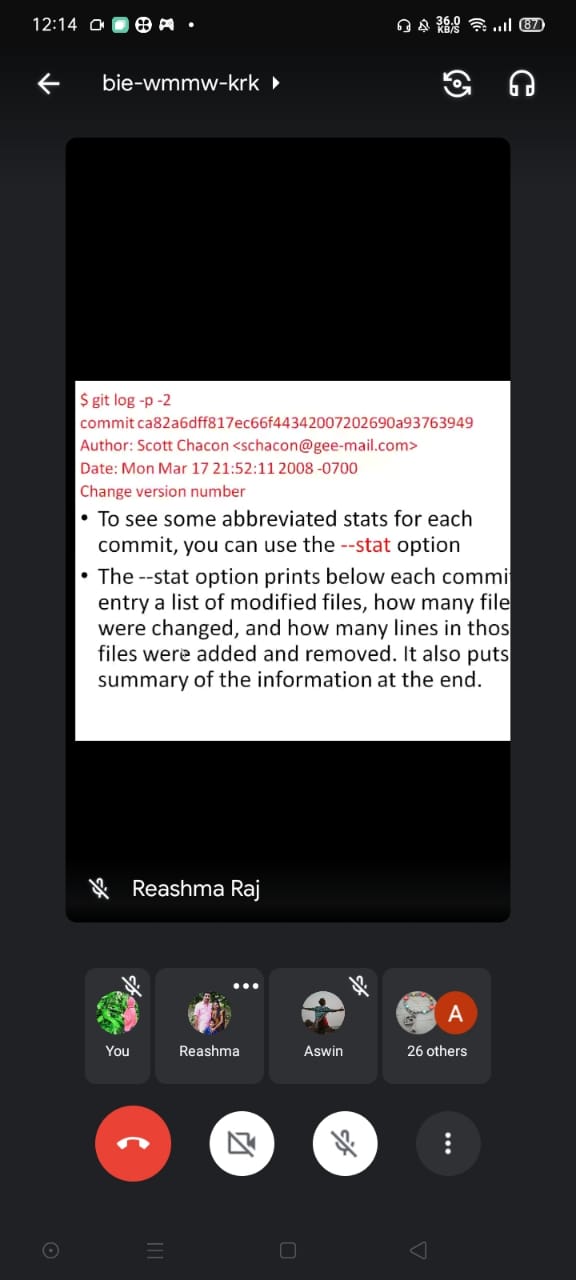 12:14
36.0
KB/S
87
bie-wmmw-krk
$ git log -p -2
commit ca82a6dff817ec66f44342007202690a93763949
Author: Scott Chacon <schacon@gee-mail.com>
Date: Mon Mar 17 21:52:11 2008 -0700
Change version number
• To see some abbreviated stats for each
commit, you can use the --stat option
• The --stat option prints below each commi
entry a list of modified files, how many file
were changed, and how many lines in thos
files were added and removed. It also puts
summary of the information at the end.
Reashma Raj
A
You
Reashma
Aswin
26 others